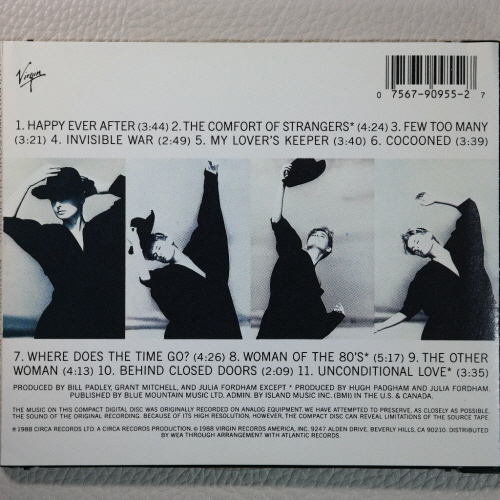 Virgin
0 7567-90955-2 7
1. HAPPY EVER AFTER (3:44) 2. THE COMFORT OF STRANGERS* (4:24) 3. FEW TOO MANY
(3:21) 4. INVISIBLE WAR (2:49) 5. MY LOVER'S KEEPER (3:40) 6. COCOONED (3:39)
7. WHERE DOES THE TIME GO? (4:26) 8. WOMAN OF THE 80'S* (5:17) 9. THE OTHER
WOMAN (4:13) 10. BEHIND CLOSED DOORS (2:09) 11. UNCONDITIONAL LOVE* (3:35)
PRODUCED BY BILL PADLEY, GRANT MITCHELL, AND JULIA FORDHAM EXCEPT * PRODUCED BY HUGH PADGHAM AND JULIA FORDHAM.
PUBLISHED BY BLUE MOUNTAIN MUSIC LTD. ADMIN. BY ISLAND MUSIC INC. (BMI) IN THE U.S. & CANADA.
THE MUSIC ON THIS COMPACT DIGITAL DISC WAS ORIGINALLY RECORDED ON ANALOG EQUIPMENT. WE HAVE ATTEMPTED TO PRESERVE, AS CLOSELY AS POSSIBLE,
THE SOUND OF THE ORIGINAL RECORDING. BECAUSE OF ITS HIGH RESOLUTION, HOWEVER, THE COMPACT DISC CAN REVEAL LIMITATIONS OF THE SOURCE TAPE.
℗ 1988 CIRCA RECORDS LTD. A CIRCA RECORDS PRODUCTION. © 1988 VIRGIN RECORDS AMERICA, INC. 9247 ALDEN DRIVE, BEVERLY HILLS, CA 90210. DISTRIBUTED
BY WEA THROUGH ARRANGEMENT WITH ATLANTIC RECORDS.